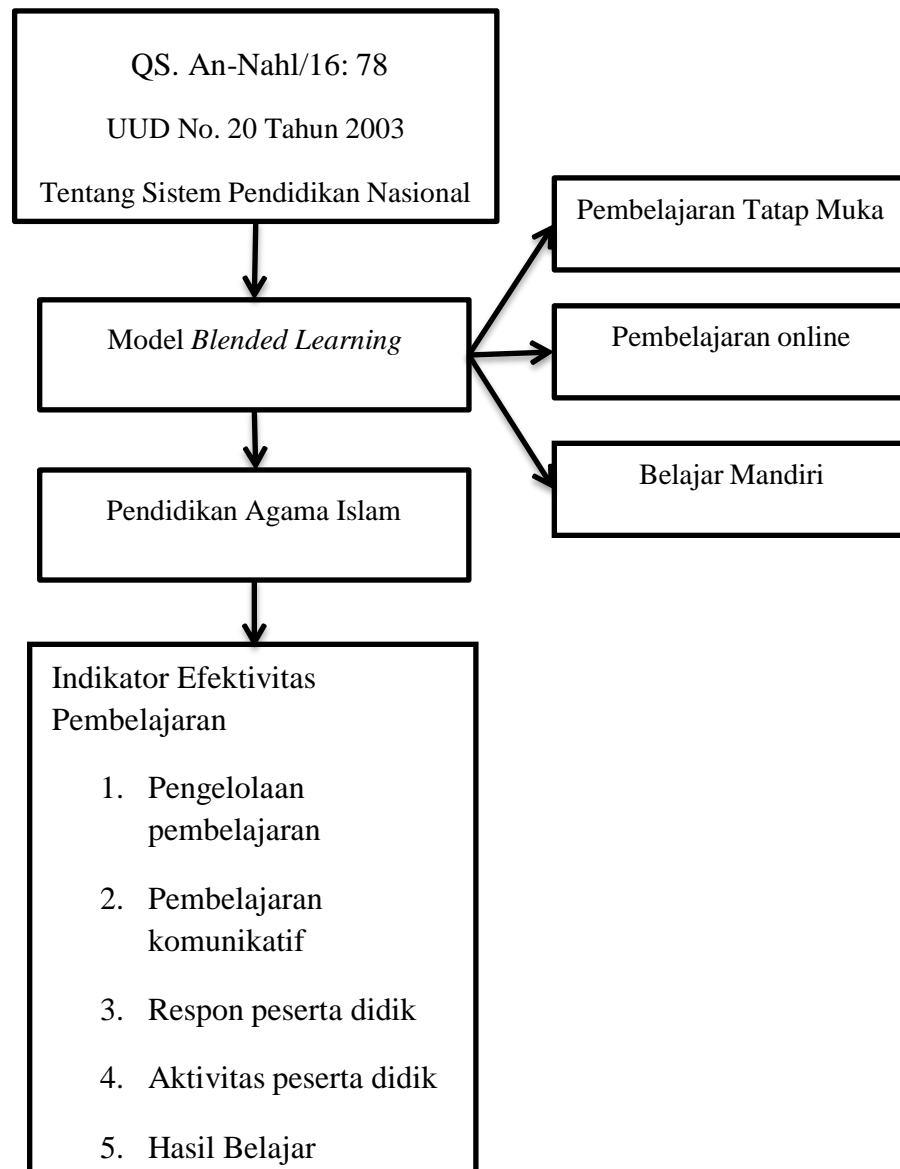 QS. An-Nahl/16: 78
UUD No. 20 Tahun 2003
Tentang Sistem Pendidikan Nasional
Model Blended Learning
Pembelajaran Tatap Muka
Pembelajaran online
Belajar Mandiri
Pendidikan Agama Islam
Indikator Efektivitas
Pembelajaran
1. Pengelolaan
pembelajaran
2. Pembelajaran
komunikatif
3. Respon peserta didik
4. Aktivitas peserta didik
5. Hasil Belajar